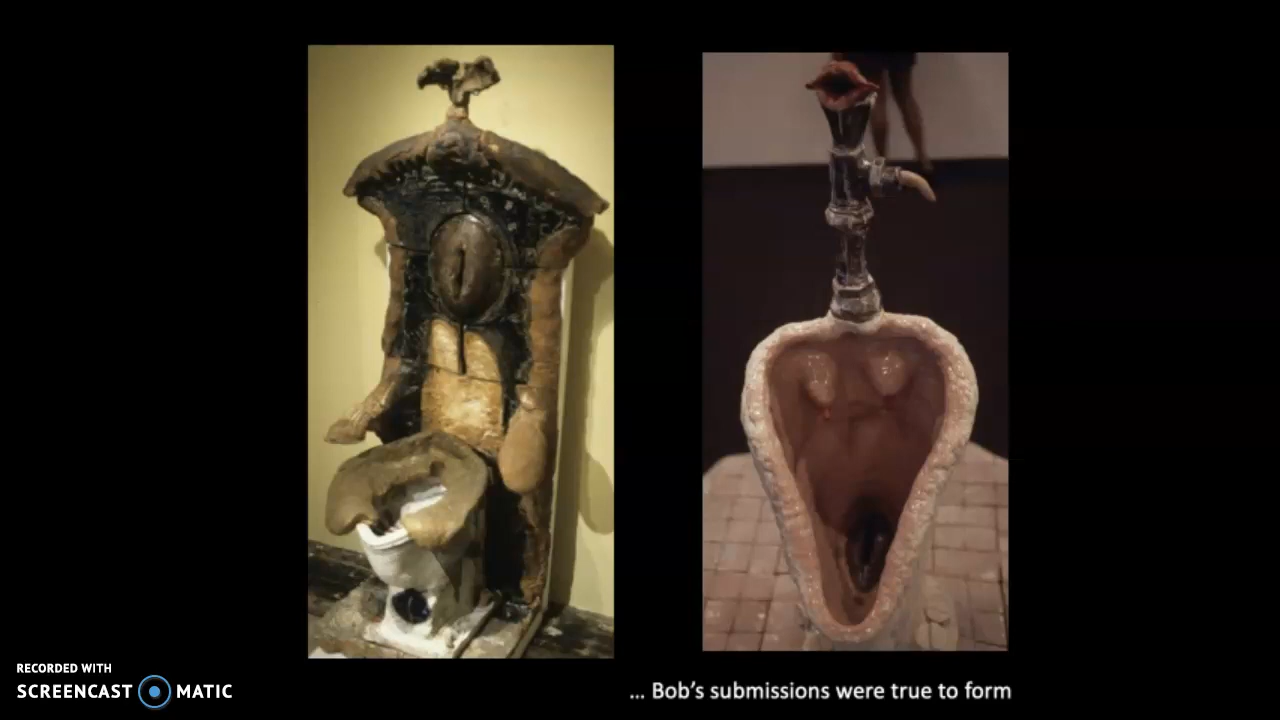 RECORDED WITH
SCREENCAST MATIC
... Bob's submissions were true to form